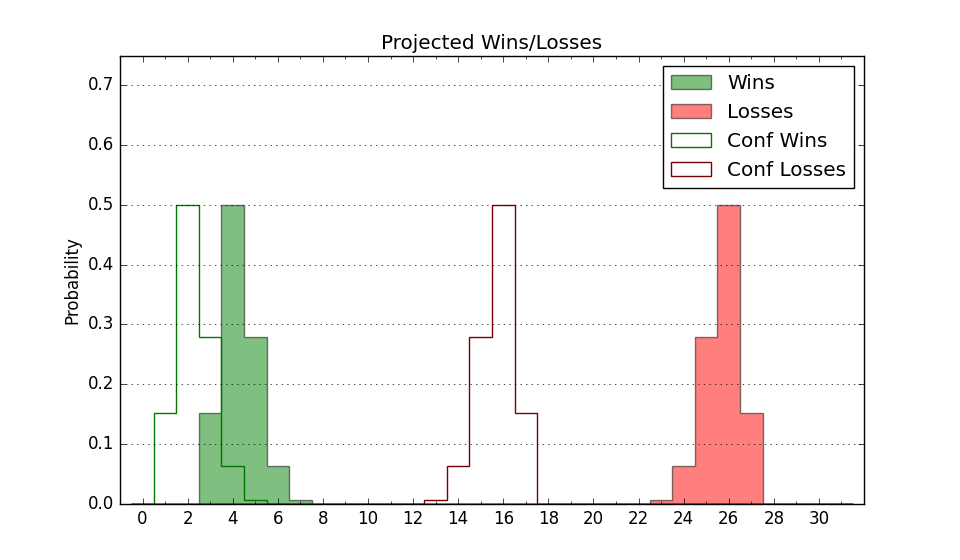 Projected Wins/Losses
Wins
Losses
Conf Wins
Conf Losses
Probability
0.7
0.6
0.5
0.4
0.3
0.2
0.1
0.0
0 2 4 6 8 10 12 14 16 18 20 22 24 26 28 30